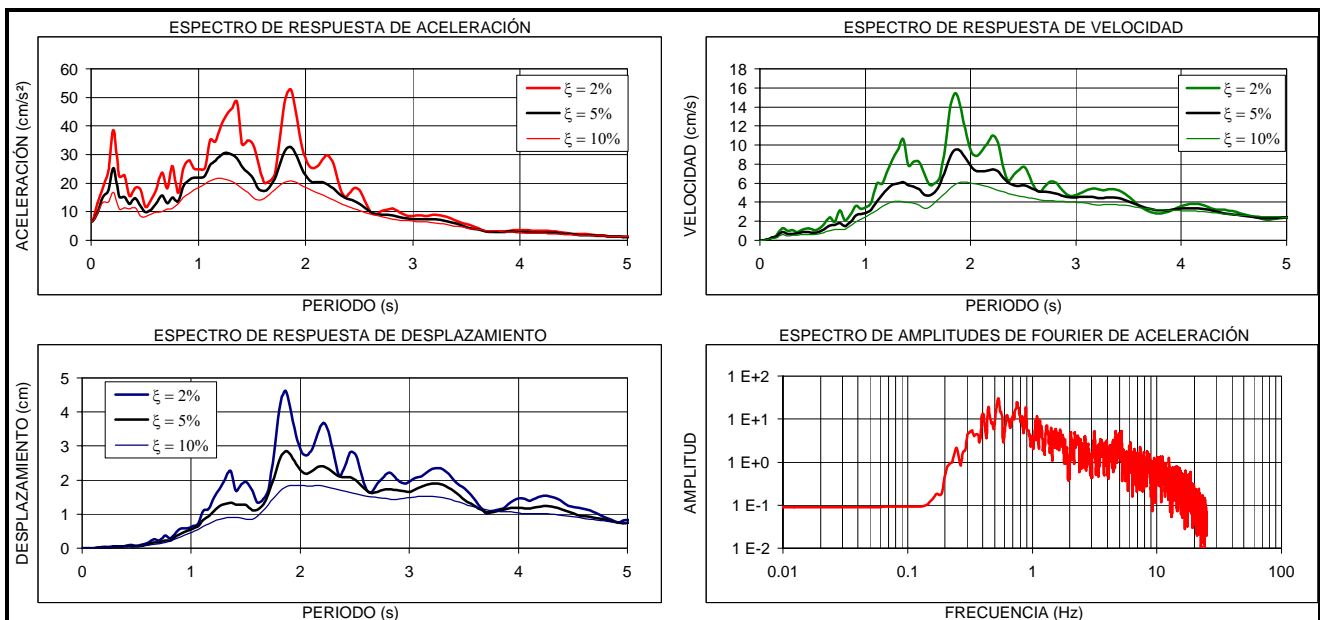 ESPECTRO DE RESPUESTA DE ACELERACIÓN
ACELERACIÓN (cm/s²)
60
50
40
30
20
10
0
0 1 2 3 4 5
PERIODO (s)
ξ = 2%
ξ = 5%
ξ = 10%
ESPECTRO DE RESPUESTA DE VELOCIDAD
VELOCIDAD (cm/s)
18
16
14
12
10
8
6
4
2
0
0 1 2 3 4 5
PERIODO (s)
ξ = 2%
ξ = 5%
ξ = 10%
ESPECTRO DE RESPUESTA DE DESPLAZAMIENTO
DESPLAZAMIENTO (cm)
5
4
3
2
1
0
0 1 2 3 4 5
PERIODO (s)
ξ = 2%
ξ = 5%
ξ = 10%
ESPECTRO DE AMPLITUDES DE FOURIER DE ACELERACIÓN
AMPLITUD
1 E+2
1 E+1
1 E+0
1 E-1
1 E-2
0.01 0.1 1 10 100
FRECUENCIA (Hz)